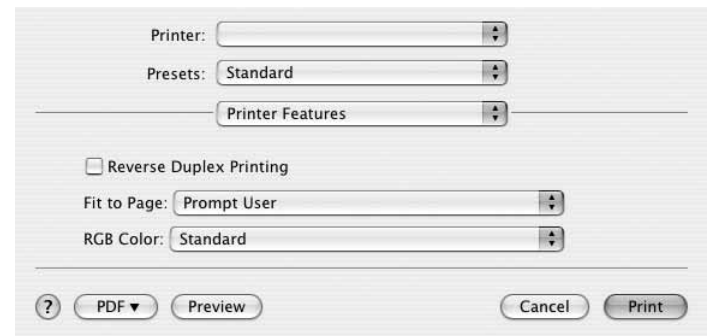 Printer:
Presets: Standard
Printer Features
Reverse Duplex Printing
Fit to Page: Prompt User
RGB Color: Standard
? PDF ▼ Preview Cancel Print